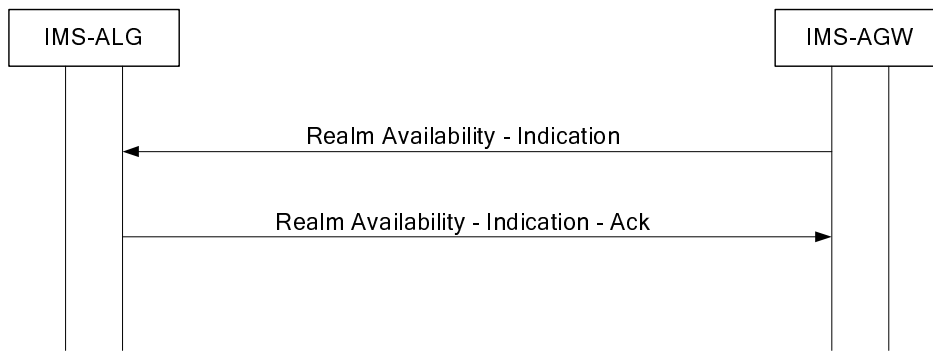 IMS-ALG
IMS-AGW
Realm Availability - Indication
Realm Availability - Indication - Ack